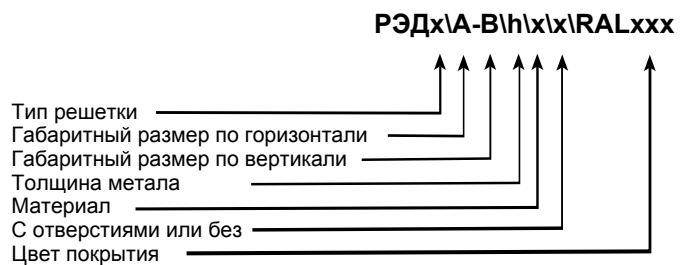 РЭДх\А-В\h\х\х\RALххх
Тип решетки
Габаритный размер по горизонтали
Габаритный размер по вертикали
Толщина метала
Материал
С отверстиями или без
Цвет покрытия